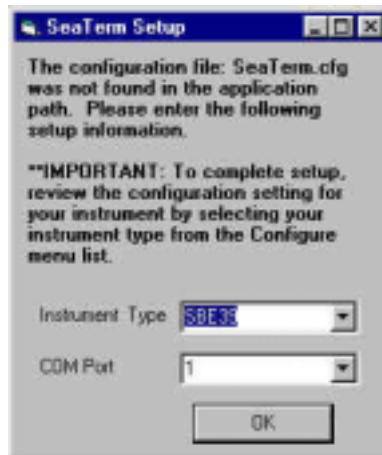 SeaTerm Setup
The configuration file: SeaTerm.cfg
was not found in the application
path. Please enter the following
setup information.
**IMPORTANT: To complete setup,
review the configuration setting for
your instrument by selecting your
instrument type from the Configure
menu list.
Instrument Type SBE39
COM Port 1
OK